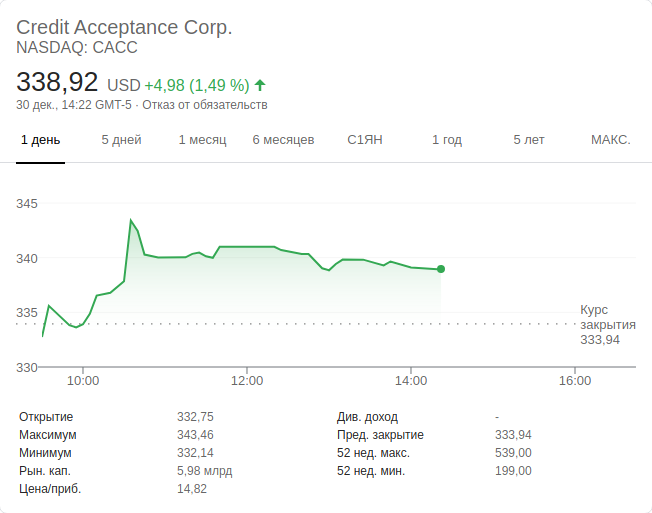 Credit Acceptance Corp.
NASDAQ: CACC
338,92 USD +4,98 (1,49 %)
30 дек., 14:22 GMT-5 · Отказ от обязательств
1 день 5 дней 1 месяц 6 месяцев С1ЯН 1 год 5 лет МАКС.
345
340
335
330
Курс
закрытия
333,94
10:00 12:00 14:00 16:00
Открытие 332,75 Див. доход -
Максимум 343,46 Пред. закрытие 333,94
Минимум 332,14 52 нед. макс. 539,00
Рын. кап. 5,98 млрд 52 нед. мин. 199,00
Цена/приб. 14,82